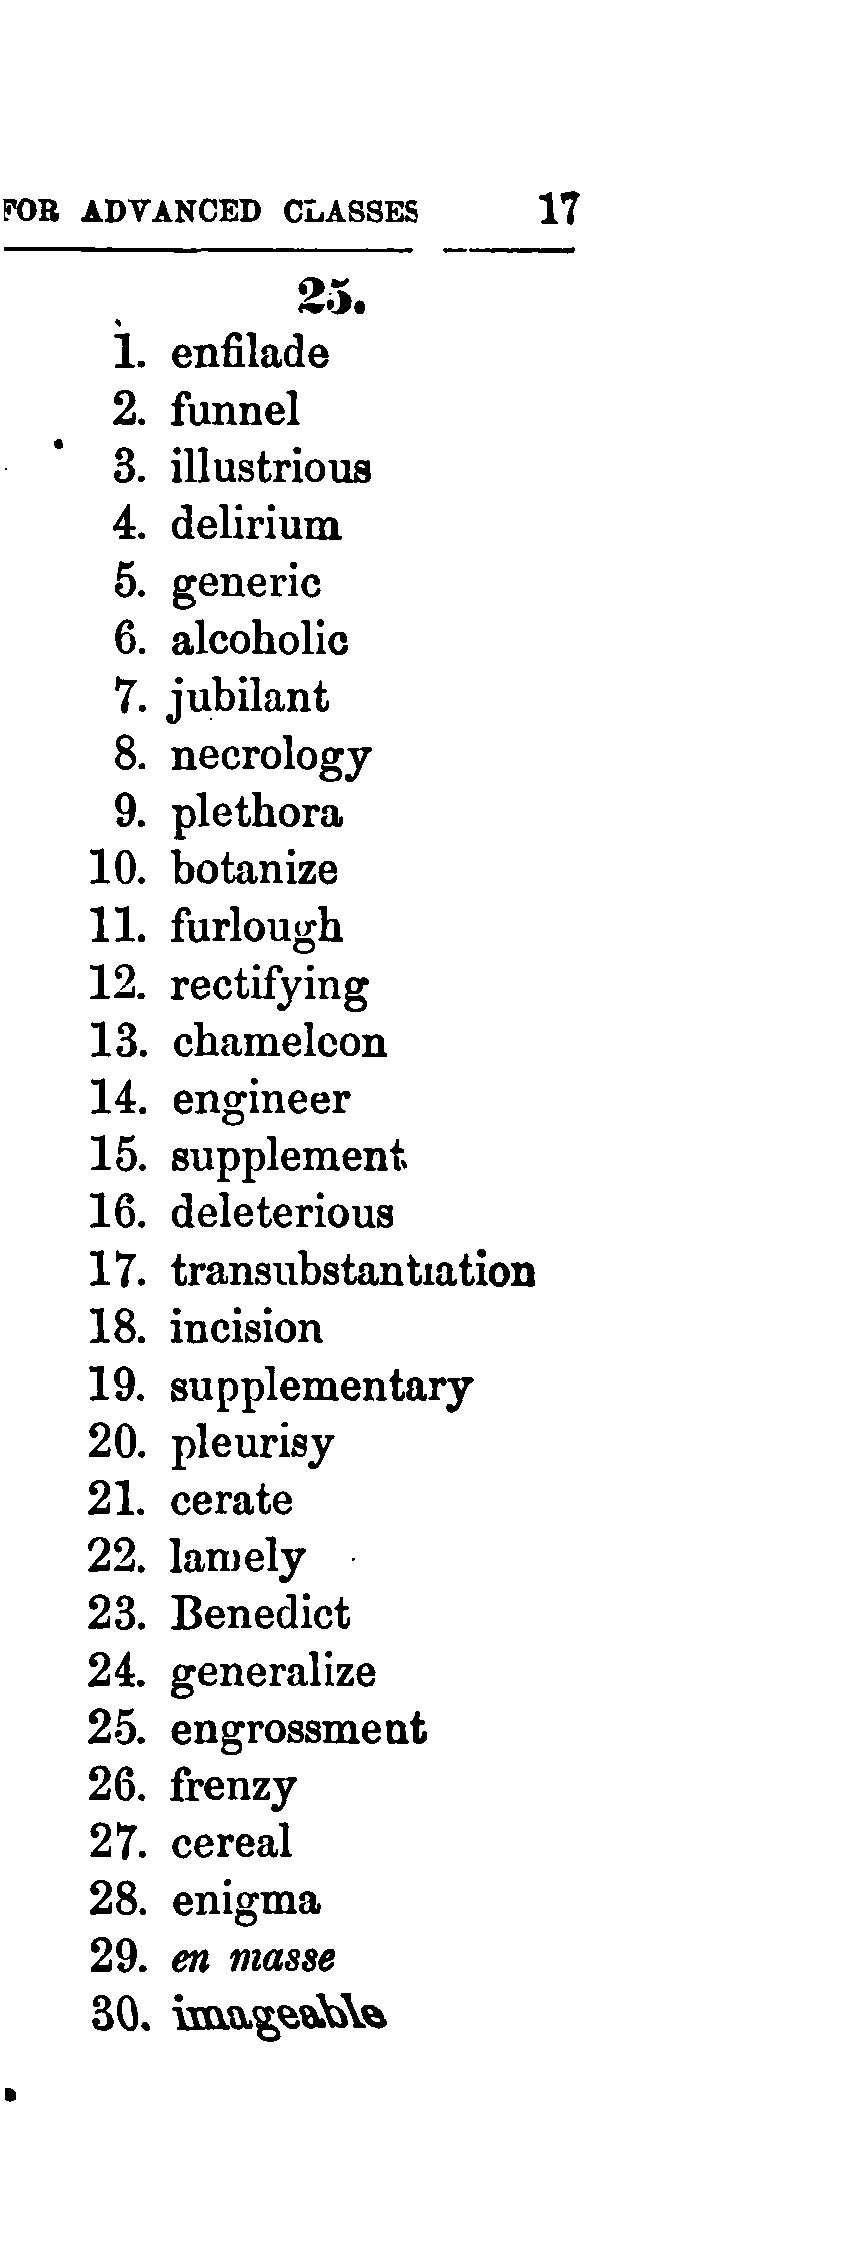 FOR ADVANCED CLASSES 17
25.
1. enfilade
2. funnel
3. illustrious
4. delirium
5. generic
6. alcoholic
7. jubilant
8. necrology
9. plethora
10. botanize
11. furlough
12. rectifying
13. chameleon
14. engineer
15. supplement
16. deleterious
17. transubstantiation
18. incision
19. supplementary
20. pleurisy
21. cerate
22. lamely
23. Benedict
24. generalize
25. engrossment
26. frenzy
27. cereal
28. enigma
29. en masse
30. imageable